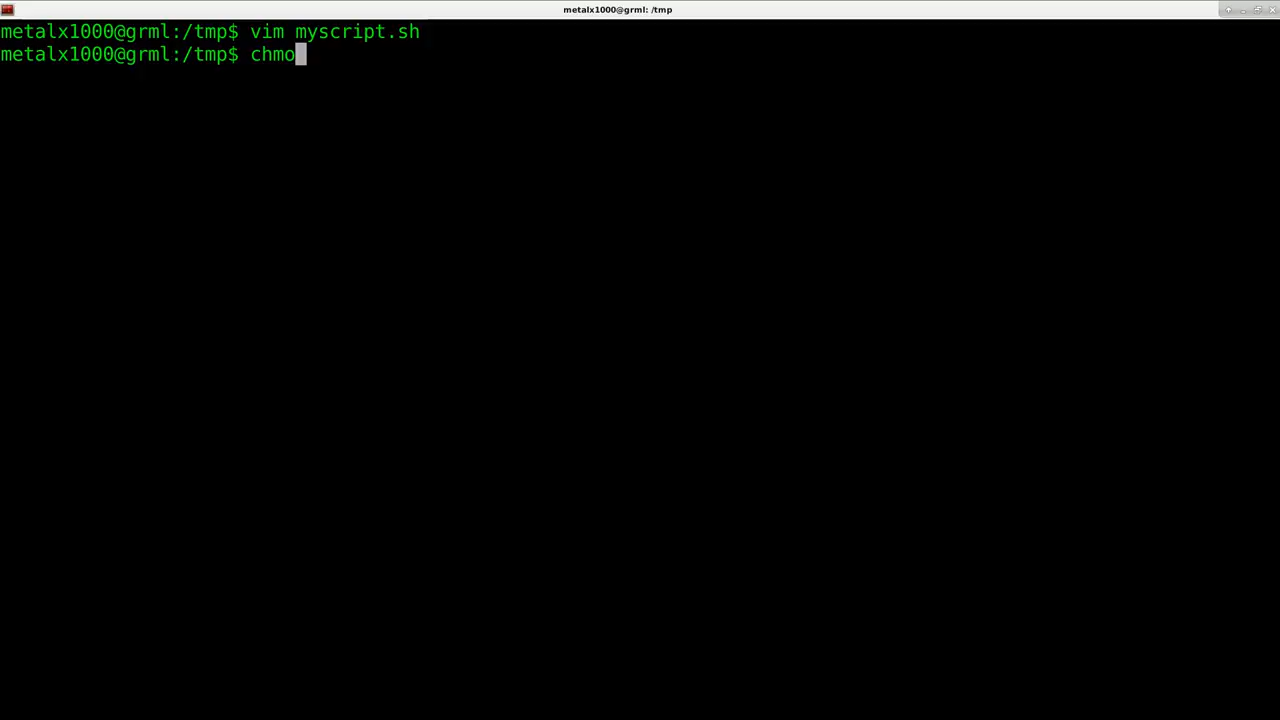 metalx1000@grml: /tmp
metalx1000@grml:/tmp$ vim myscript.sh
metalx1000@grml:/tmp$ chmo